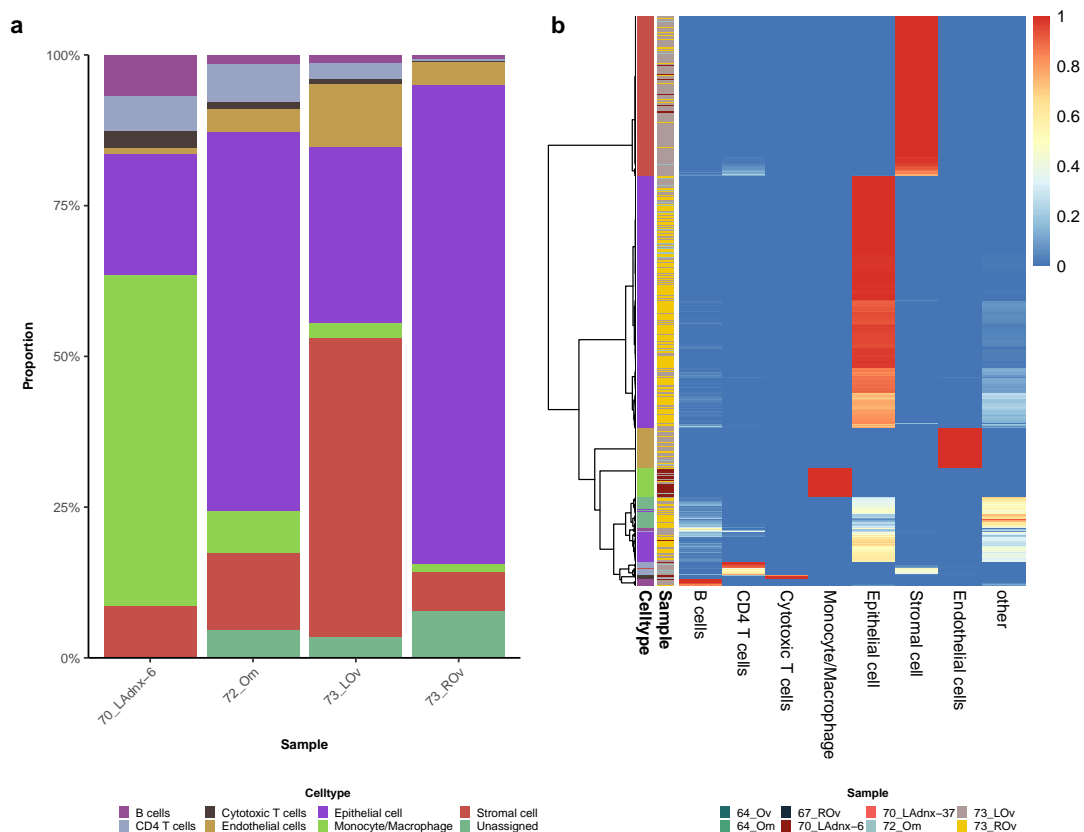 a
b
100%
75%
50%
25%
0%
Proportion
70_LAdnx−6
72_Om
73_LOv
73_ROv
Sample
Celltype
B cells
Cytotoxic T cells
Epithelial cell
Stromal cell
CD4 T cells
Endothelial cells
Monocyte/Macrophage
Unassigned
1
0.8
0.6
0.4
0.2
0
Celltype
Sample
B cells
CD4 T cells
Cytotoxic T cells
Monocyte/Macrophage
Epithelial cell
Stromal cell
Endothelial cells
other
Sample
64_Ov
67_ROv
70_LAdnx−37
73_LOv
64_Om
70_LAdnx−6
72_Om
73_ROv